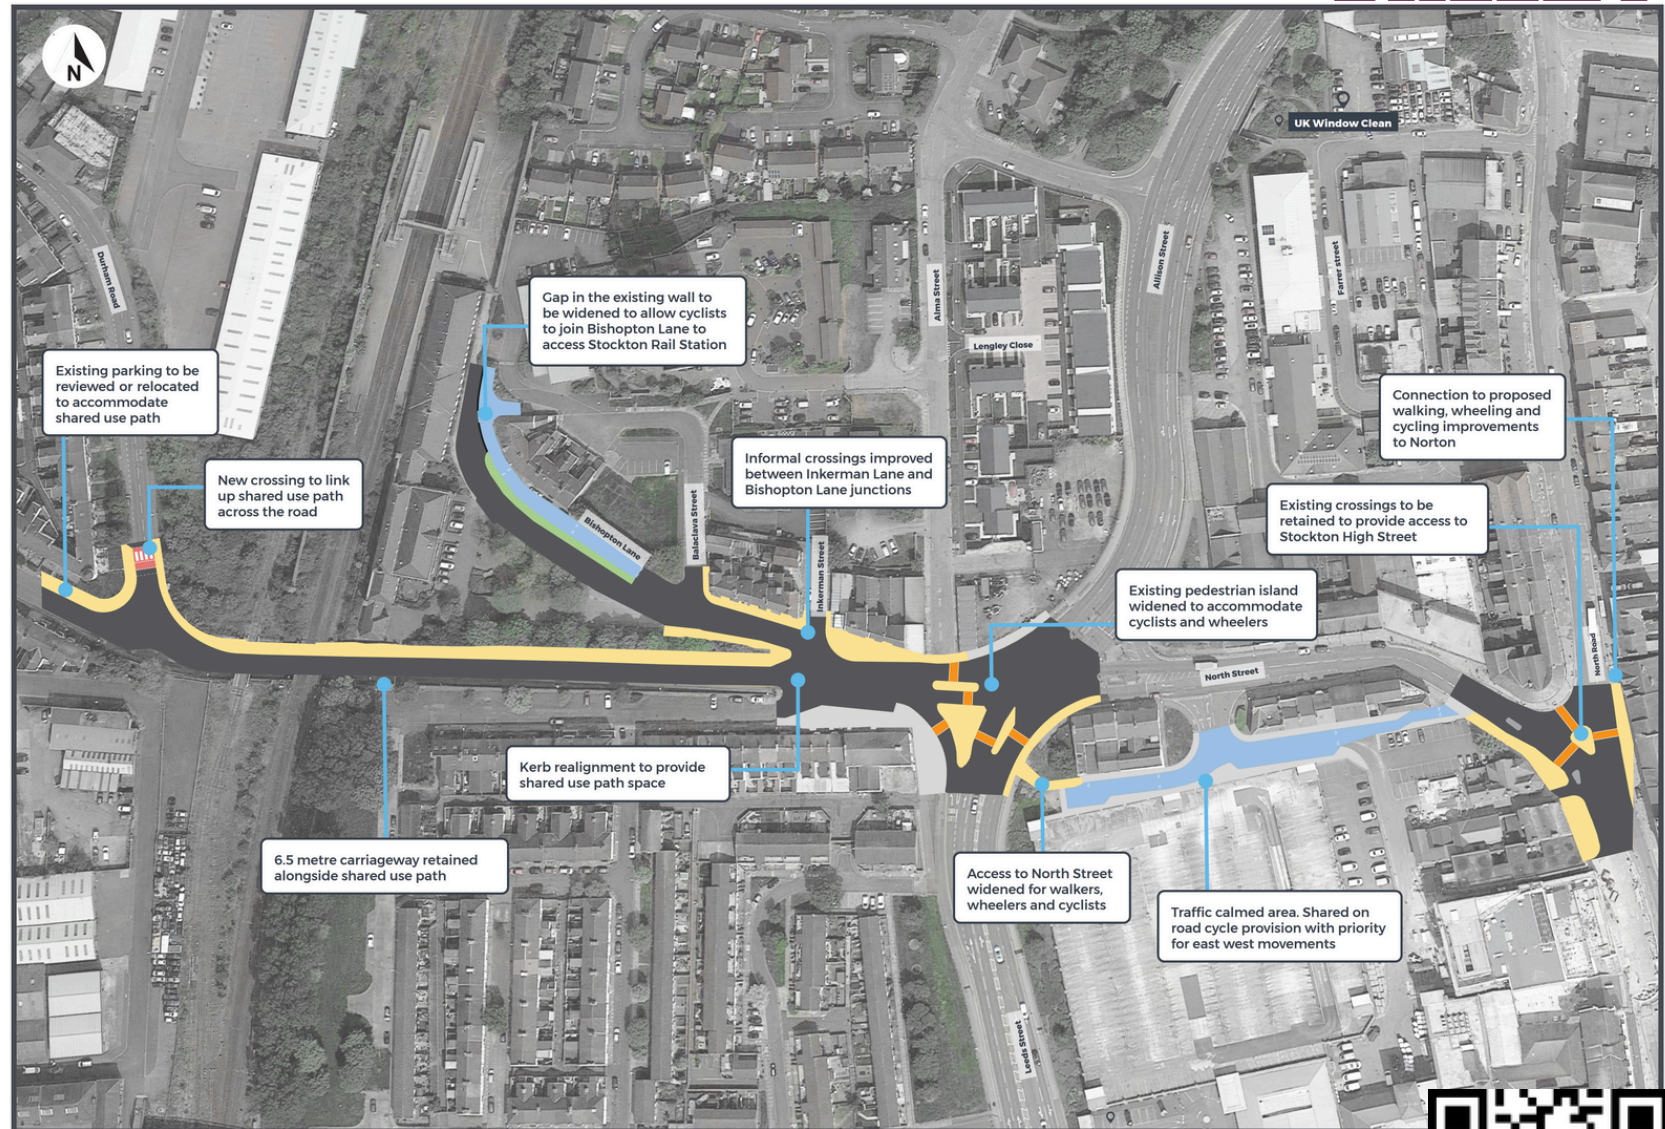 N
UK Window Clean
Durham Road
Alma Street
Allison Street
Farrer street
Lengley Close
Gap in the existing wall to
be widened to allow cyclists
to join Bishopton Lane to
access Stockton Rail Station
Existing parking to be
reviewed or relocated
to accommodate
shared use path
New crossing to link
up shared use path
across the road
Informal crossings improved
between Inkerman Lane and
Bishopton Lane junctions
Connection to proposed
walking, wheeling and
cycling improvements
to Norton
Existing crossings to be
retained to provide access to
Stockton High Street
Bishopton Lane
Balaclava Street
Inkerman Street
Existing pedestrian island
widened to accommodate
cyclists and wheelers
North Street
North Road
Kerb realignment to provide
shared use path space
6.5 metre carriageway retained
alongside shared use path
Access to North Street
widened for walkers,
wheelers and cyclists
Traffic calmed area. Shared on
road cycle provision with priority
for east west movements
Leeds Street